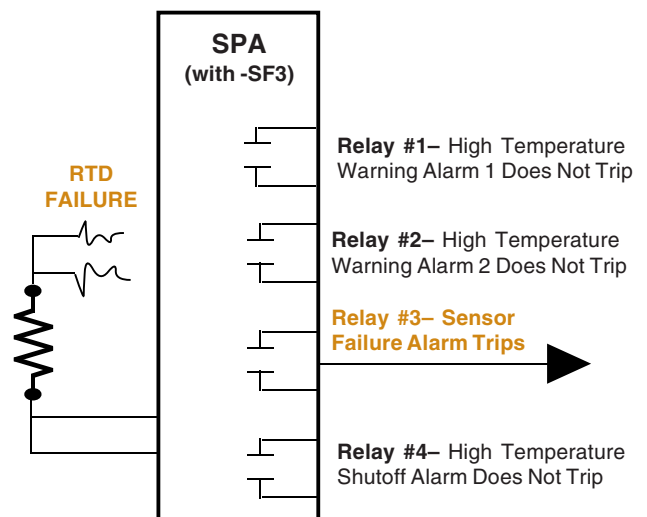 SPA
(with -SF3)
RTD
FAILURE
Relay #1– High Temperature
Warning Alarm 1 Does Not Trip
Relay #2– High Temperature
Warning Alarm 2 Does Not Trip
Relay #3– Sensor
Failure Alarm Trips
Relay #4– High Temperature
Shutoff Alarm Does Not Trip